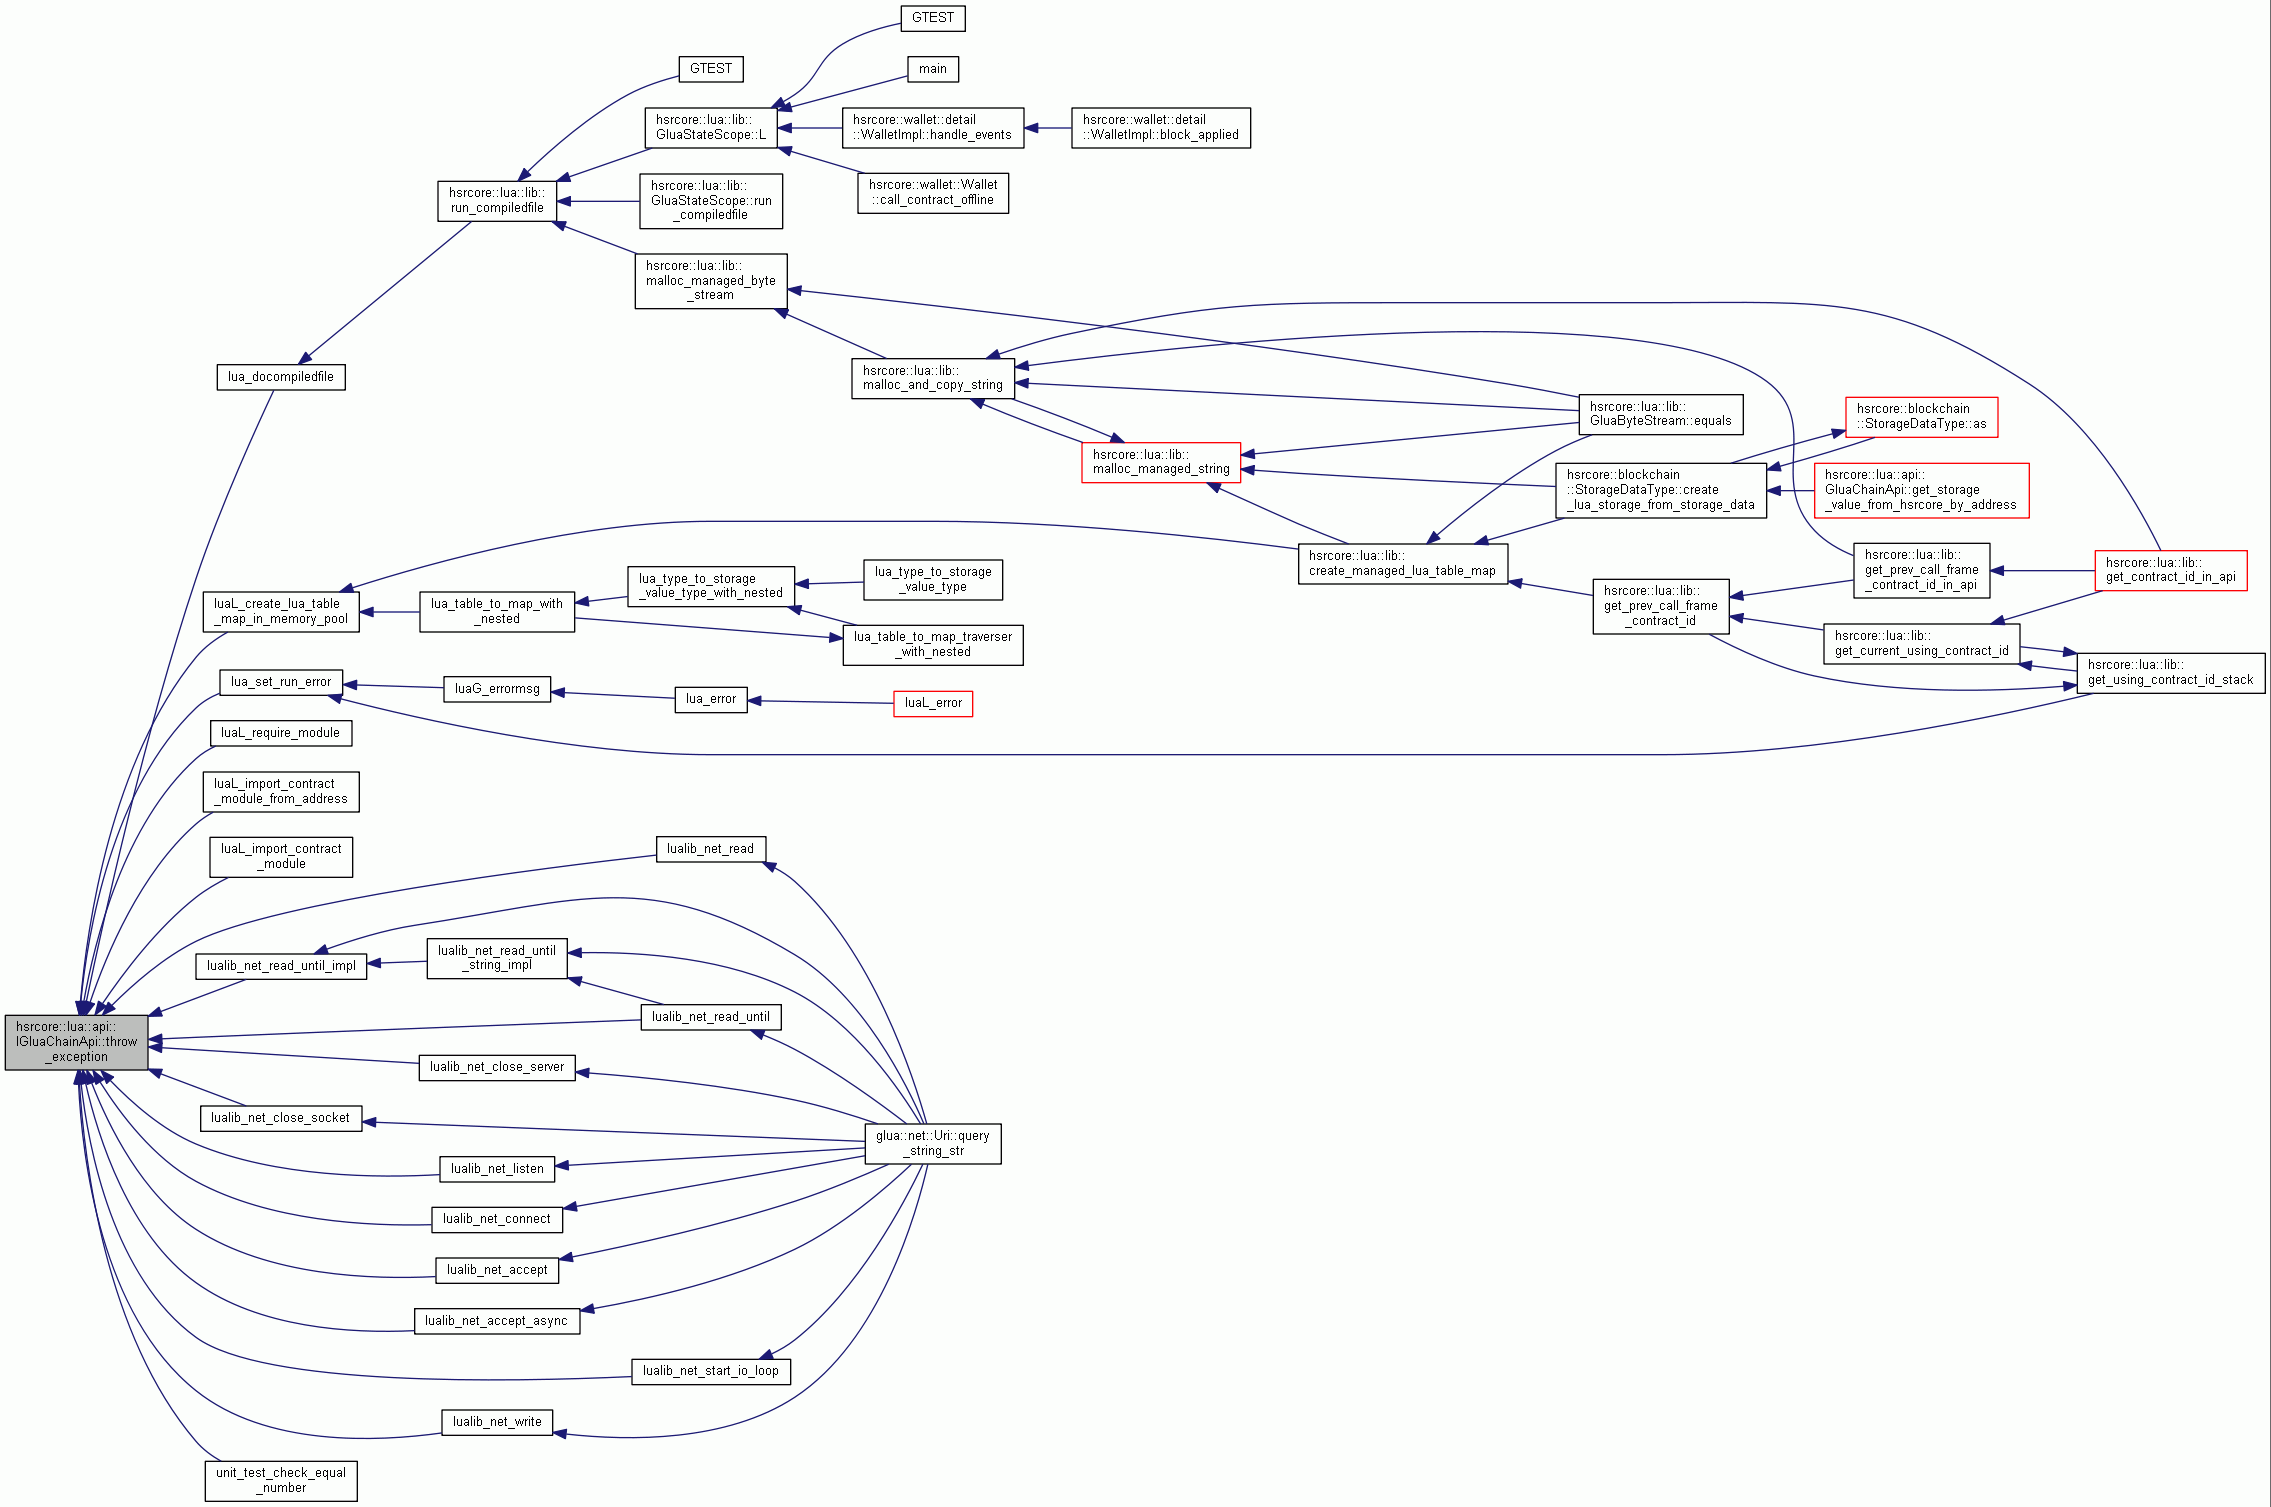 GTEST
GTEST
main
hsrcore::lua::lib::
GluaStateScope::L
hsrcore::wallet::detail
::WalletImpl::handle_events
hsrcore::wallet::detail
::WalletImpl::block_applied
hsrcore::lua::lib::
run_compiledfile
hsrcore::lua::lib::
GluaStateScope::run
_compiledfile
hsrcore::wallet::Wallet
::call_contract_offline
hsrcore::lua::lib::
malloc_managed_byte
_stream
lua_docompiledfile
hsrcore::lua::lib::
malloc_and_copy_string
hsrcore::lua::lib::
GluaByteStream::equals
hsrcore::blockchain
::StorageDataType::as
hsrcore::lua::lib::
malloc_managed_string
hsrcore::blockchain
::StorageDataType::create
_lua_storage_from_storage_data
hsrcore::lua::api::
GluaChainApi::get_storage
_value_from_hsrcore_by_address
hsrcore::lua::lib::
create_managed_lua_table_map
hsrcore::lua::lib::
get_prev_call_frame
_contract_id_in_api
hsrcore::lua::lib::
get_contract_id_in_api
luaL_create_lua_table
_map_in_memory_pool
lua_table_to_map_with
_nested
lua_type_to_storage
_value_type_with_nested
lua_type_to_storage
_value_type
hsrcore::lua::lib::
get_prev_call_frame
_contract_id
lua_table_to_map_traverser
_with_nested
hsrcore::lua::lib::
get_current_using_contract_id
hsrcore::lua::lib::
get_using_contract_id_stack
lua_set_run_error
luaG_errormsg
lua_error
luaL_error
luaL_require_module
luaL_import_contract
_module_from_address
luaL_import_contract
_module
lualib_net_read
lualib_net_read_until_impl
lualib_net_read_until
_string_impl
lualib_net_read_until
hsrcore::lua::api::
IGluaChainApi::throw
_exception
lualib_net_close_server
lualib_net_close_socket
glua::net::Uri::query
_string_str
lualib_net_listen
lualib_net_connect
lualib_net_accept
lualib_net_accept_async
lualib_net_start_io_loop
lualib_net_write
unit_test_check_equal
_number